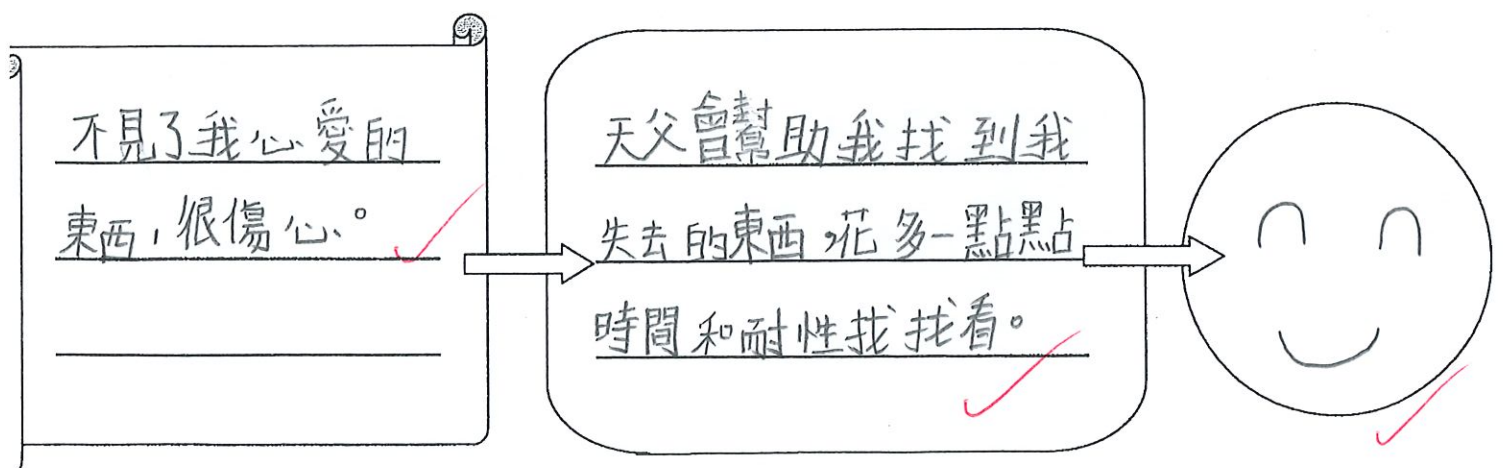 不見了我心愛的
東西，很傷心。
天父會幫助我找到我
失去的東西，花多一點點
時間和耐性找找看。